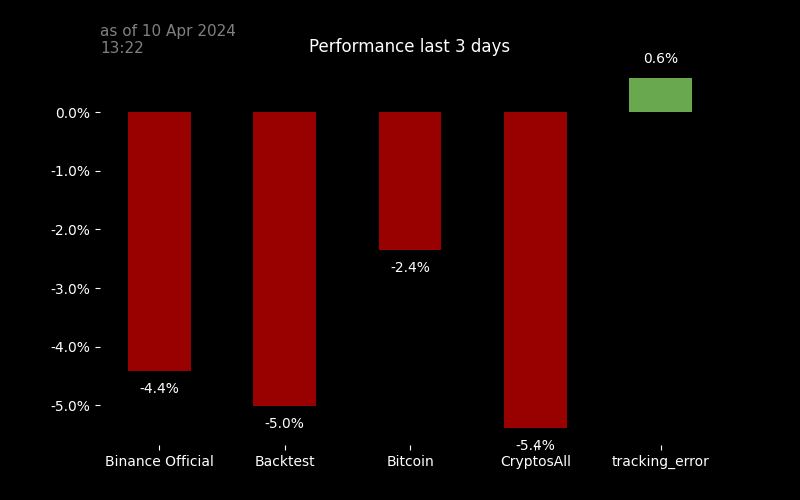 as of 10 Apr 2024
13:22
Performance last 3 days
0.6%
0.0%
-1.0%
-2.0%
-3.0%
-4.0%
-5.0%
-2.4%
-4.4%
-5.0%
-5.4%
Binance Official
Backtest
Bitcoin
CryptosAll
tracking_error